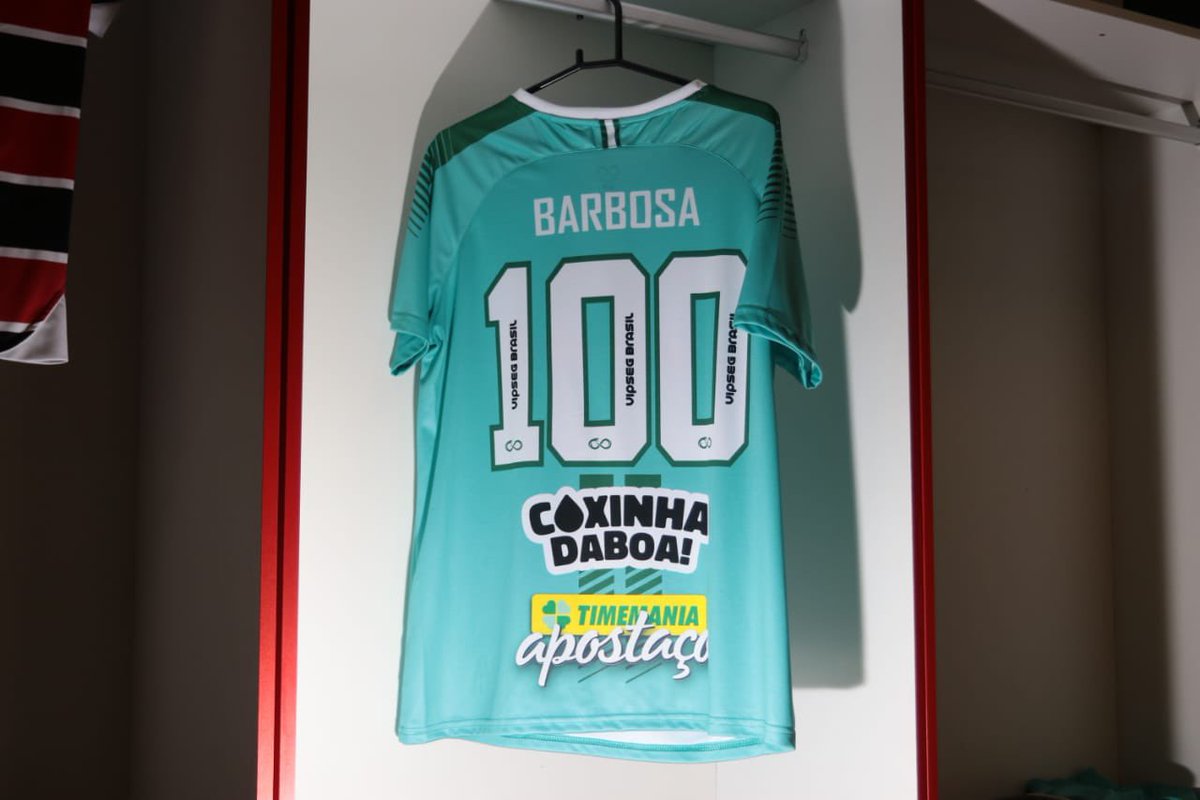 BARBOSA
100
VIPSEG BRASIL
VIPSEG BRASIL
VIPSEG BRASIL
COXINHA
DABOA!
TIMEMANIA
apostaço